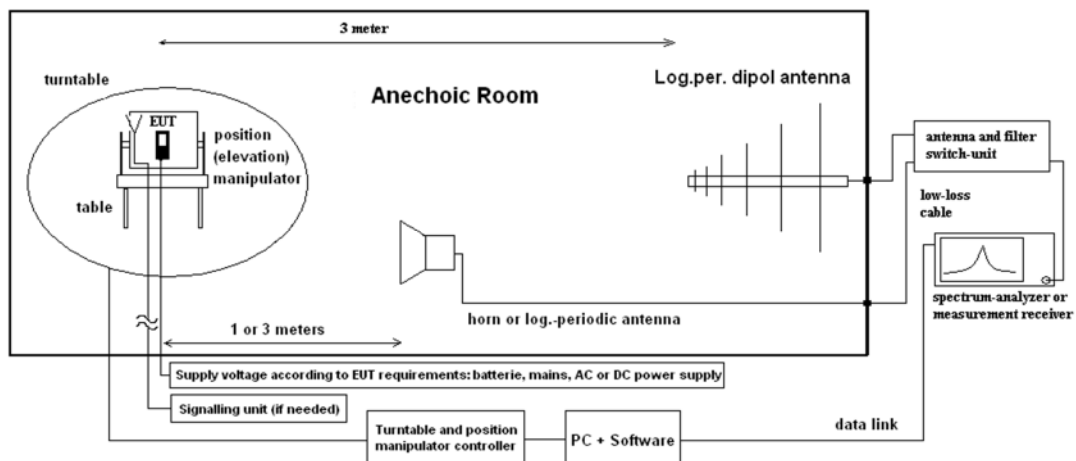 3 meter
turntable
Log.per. dipol antenna
Anechoic Room
EUT
position
(elevation)
manipulator
antenna and filter
switch-unit
table
low-loss
cable
spectrum-analyzer or
measurement receiver
horn or log.-periodic antenna
1 or 3 meters
Supply voltage according to EUT requirements: batterie, mains, AC or DC power supply
Signalling unit (if needed)
Turntable and position
manipulator controller
PC + Software
data link